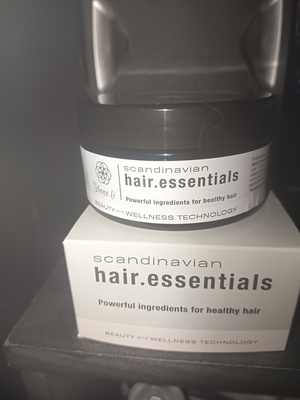 scandinavian
hair.essentials
Powerful ingredients for healthy hair
BEAUTY and WELLNESS TECHNOLOGY
scandinavian
hair.essentials
Powerful ingredients for healthy hair
BEAUTY and WELLNESS TECHNOLOGY